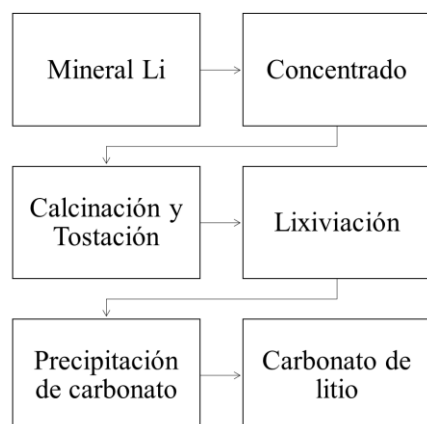 Mineral Li
Concentrado
Calcinación y
Tostación
Lixiviación
Precipitación
de carbonato
Carbonato de
litio